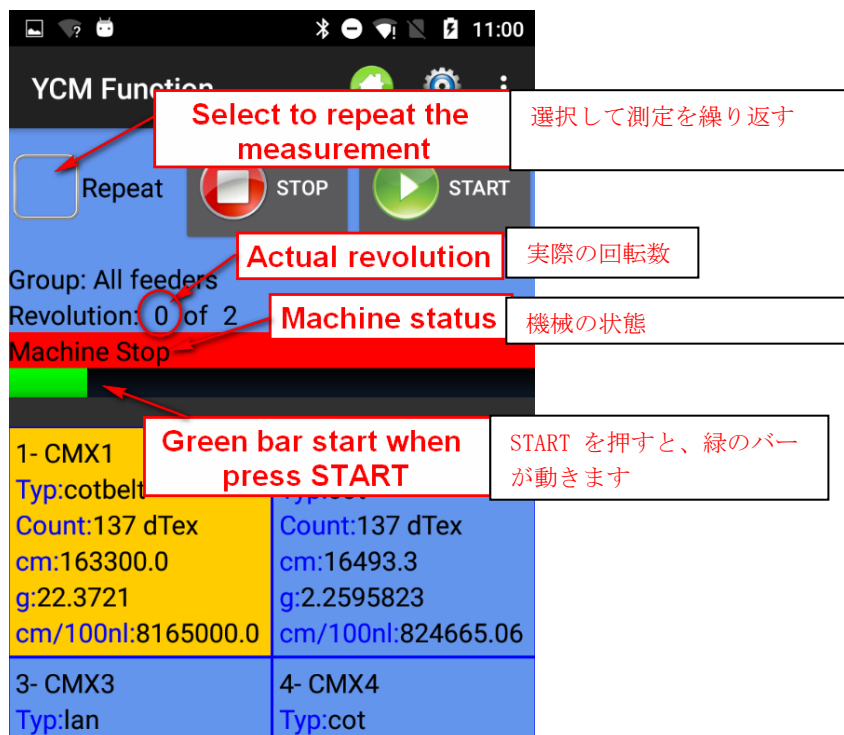 11:00
YCM Function
Select to repeat the
measurement
選択して測定を繰り返す
Repeat
STOP
START
Actual revolution
実際の回転数
Group: All feeders
Revolution: 0 of 2
Machine status
機械の状態
Machine Stop
Green bar start when
press START
START を押すと、緑のバー
が動きます
1- CMX1
Typ:cotbelt
Count:137 dTex
cm:163300.0
g:22.3721
cm/100nl:8165000.0
Count:137 dTex
cm:16493.3
g:2.2595823
cm/100nl:824665.06
3- CMX3
Typ:lan
4- CMX4
Typ:cot